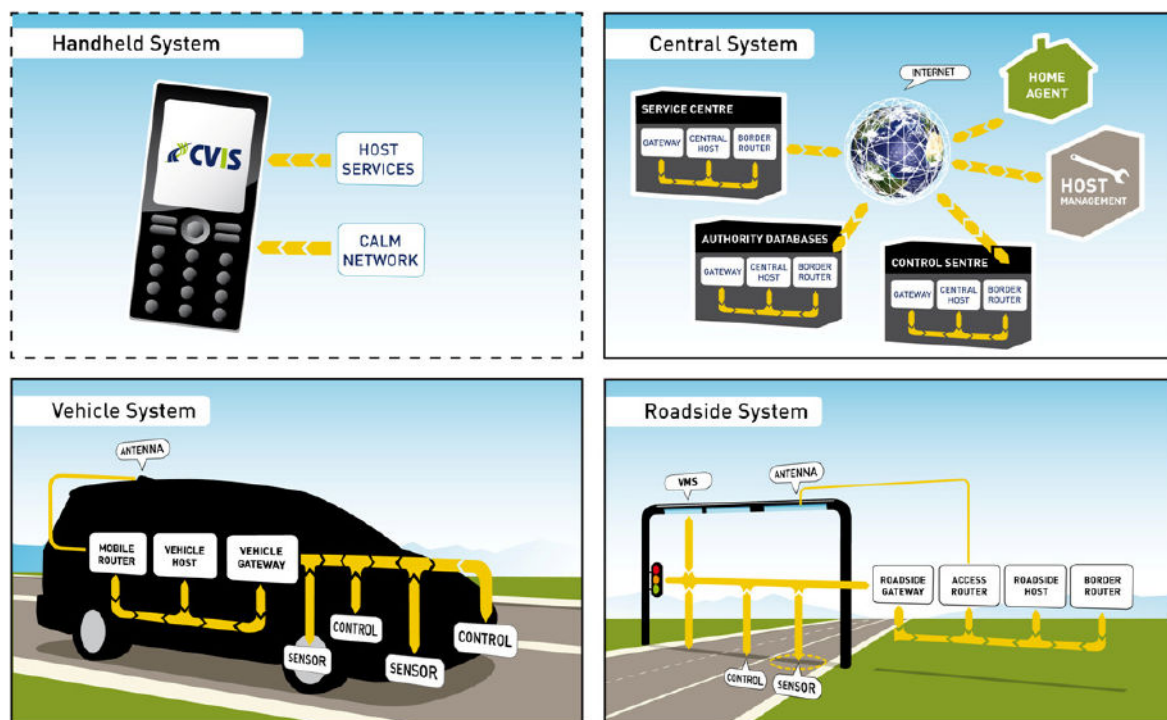 Handheld System
CVIS
HOST
SERVICES
CALM
NETWORK
Central System
INTERNET
HOME
AGENT
SERVICE CENTRE
GATEWAY
CENTRAL
HOST
BORDER
ROUTER
HOST
MANAGEMENT
AUTHORITY DATABASES
GATEWAY
CENTRAL
HOST
BORDER
ROUTER
CONTROL SENTRE
GATEWAY
CENTRAL
HOST
BORDER
ROUTER
Vehicle System
ANTENNA
MOBILE
ROUTER
VEHICLE
HOST
VEHICLE
GATEWAY
SENSOR
CONTROL
SENSOR
CONTROL
Roadside System
VMS
ANTENNA
ROADSIDE
GATEWAY
ACCESS
ROUTER
ROADSIDE
HOST
BORDER
ROUTER
CONTROL
SENSOR